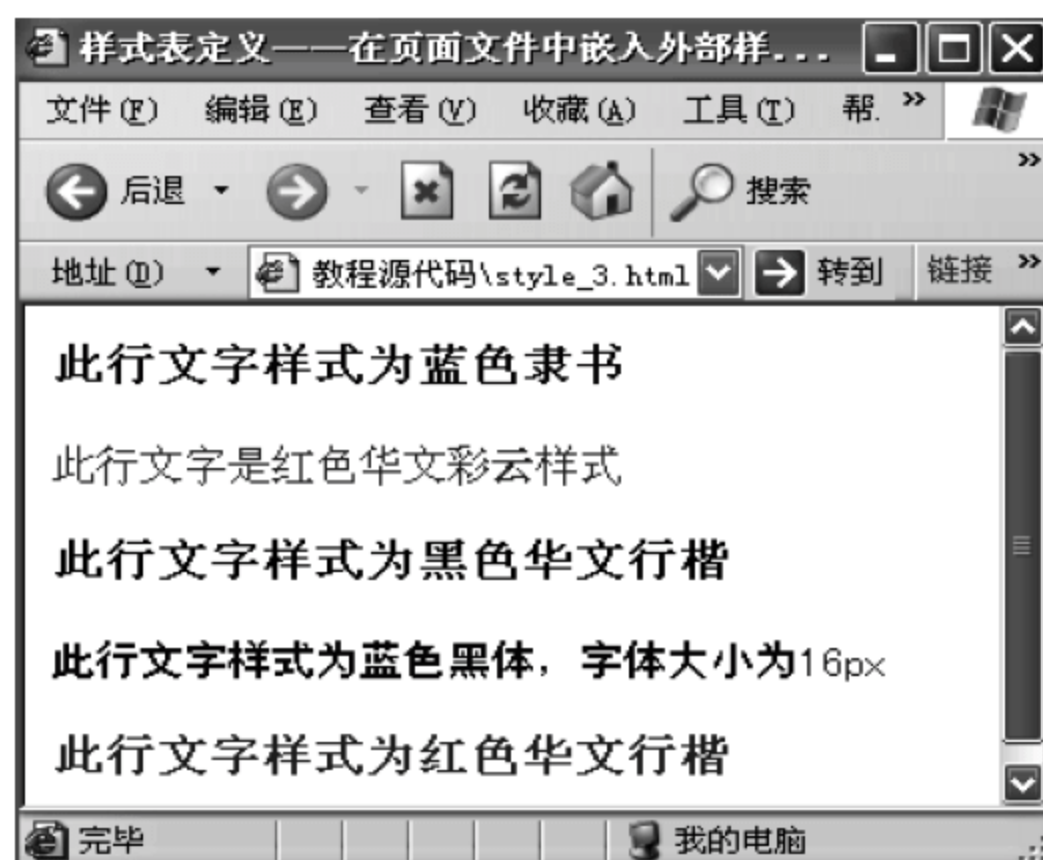 样式表定义——在页面文件中嵌入外部样...
文件(F) 编辑(E) 查看(V) 收藏(A) 工具(T) 帮. »
后退 搜索 »
地址(D) 教程源代码\style_3.html 转到 链接 »
此行文字样式为蓝色隶书
此行文字是红色华文彩云样式
此行文字样式为黑色华文行楷
此行文字样式为蓝色黑体，字体大小为16px
此行文字样式为红色华文行楷
完毕 我的电脑